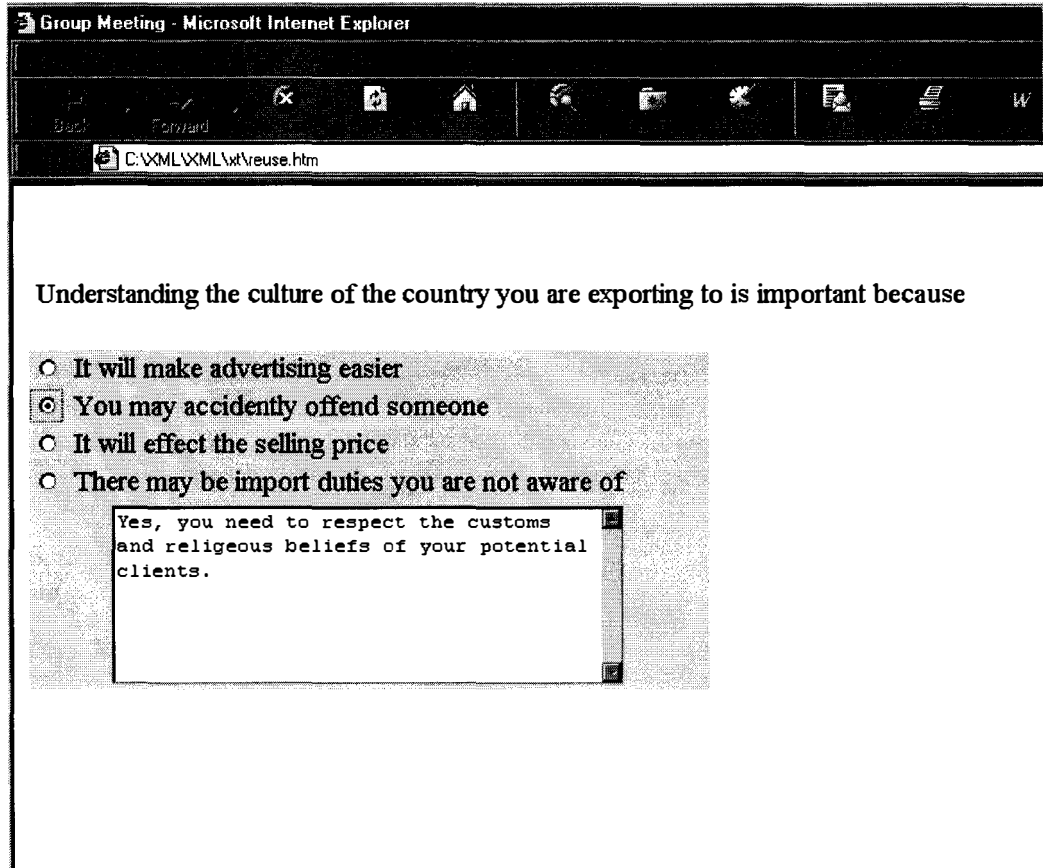 Group Meeting - Microsoft Internet Explorer
Back Forward W
C:\XML\XML\xt\reuse.htm
Understanding the culture of the country you are exporting to is important because
It will make advertising easier
You may accidently offend someone
It will effect the selling price
There may be import duties you are not aware of
Yes, you need to respect the customs
and religeous beliefs of your potential
clients.